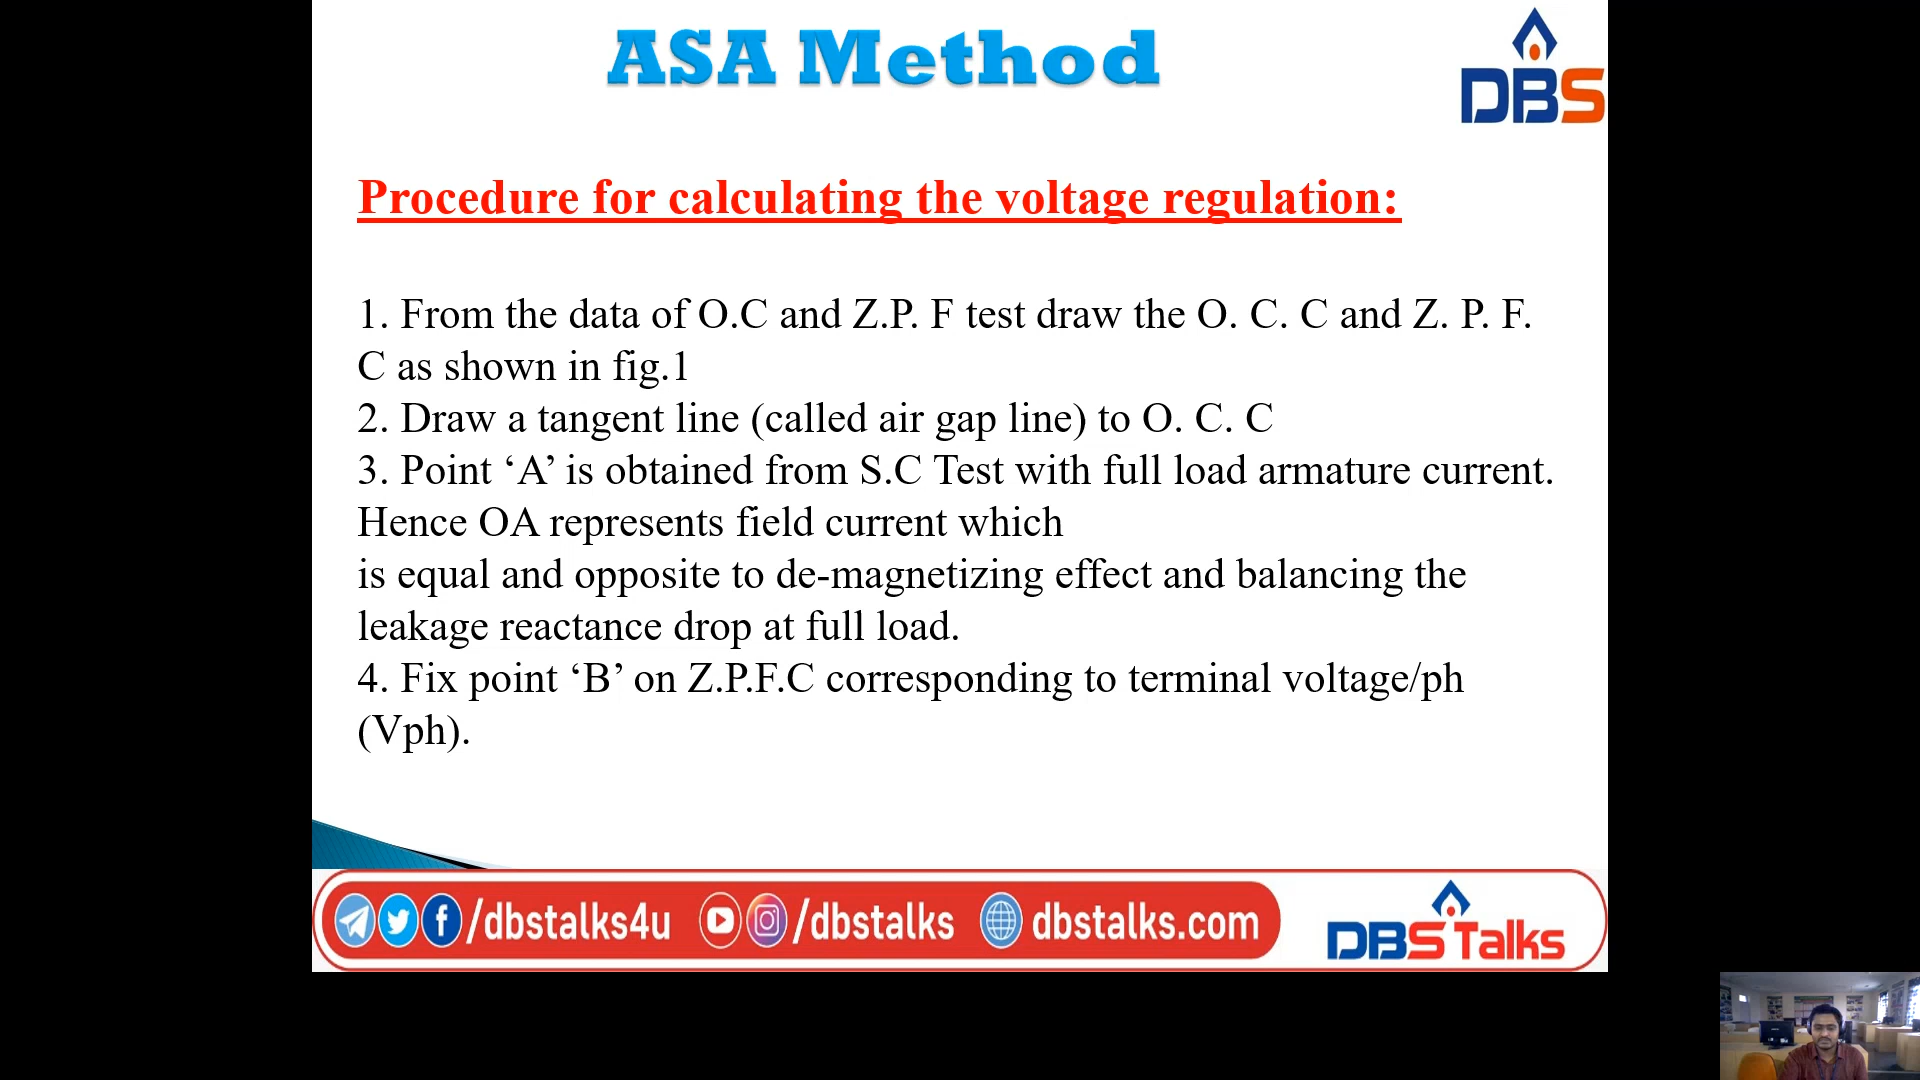 ASA Method
DBS
Procedure for calculating the voltage regulation:
1. From the data of O.C and Z.P. F test draw the O. C. C and Z. P. F.
C as shown in fig.1
2. Draw a tangent line (called air gap line) to O. C. C
3. Point ‘A’ is obtained from S.C Test with full load armature current.
Hence OA represents field current which
is equal and opposite to de-magnetizing effect and balancing the
leakage reactance drop at full load.
4. Fix point ‘B’ on Z.P.F.C corresponding to terminal voltage/ph
(Vph).
/dbstalks4u /dbstalks dbstalks.com DBS Talks